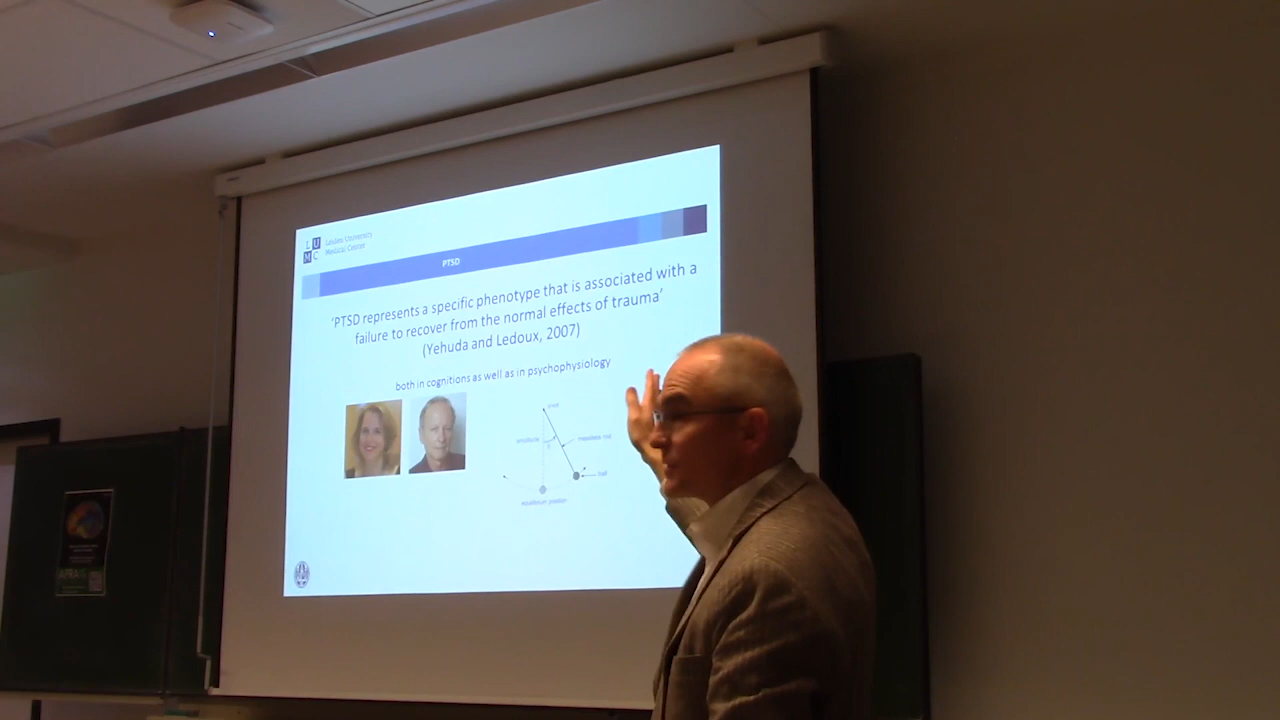 L U
M C
Leiden University
Medical Center
PTSD
'PTSD represents a specific phenotype that is associated with a
failure to recover from the normal effects of trauma'
(Yehuda and Ledoux, 2007)
both in cognitions as well as in psychophysiology
pivot
amplitude
massless rod
ball
equilibrium position